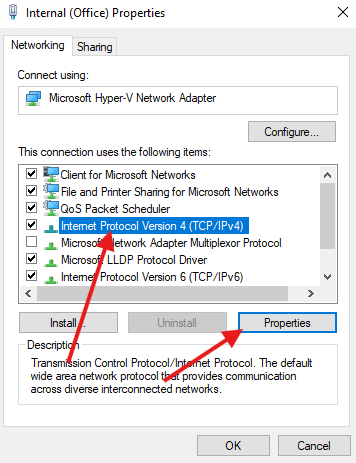 Internal (Office) Properties
Networking
Sharing
Connect using:
Microsoft Hyper-V Network Adapter
Configure...
This connection uses the following items:
Client for Microsoft Networks
File and Printer Sharing for Microsoft Networks
QoS Packet Scheduler
Internet Protocol Version 4 (TCP/IPv4)
Microsoft Network Adapter Multiplexor Protocol
Microsoft LLDP Protocol Driver
Internet Protocol Version 6 (TCP/IPv6)
Install...
Uninstall
Properties
Description
Transmission Control Protocol/Internet Protocol. The default
wide area network protocol that provides communication
across diverse interconnected networks.
OK
Cancel